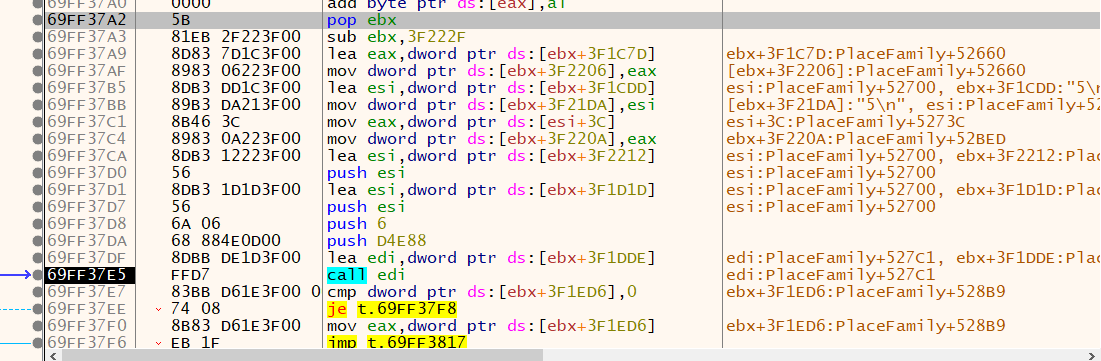 69FF37A0 0000 add byte ptr ds:[eax],al
69FF37A2 5B pop ebx
69FF37A3 81EB 2F223F00 sub ebx,3F222F
69FF37A9 8D83 7D1C3F00 lea eax,dword ptr ds:[ebx+3F1C7D] ebx+3F1C7D:PlaceFamily+52660
69FF37AF 8983 06223F00 mov dword ptr ds:[ebx+3F2206],eax [ebx+3F2206]:PlaceFamily+52660
69FF37B5 8DB3 DD1C3F00 lea esi,dword ptr ds:[ebx+3F1CDD] esi:PlaceFamily+52700, ebx+3F1CDD:"5\n
69FF37BB 89B3 DA213F00 mov dword ptr ds:[ebx+3F21DA],esi [ebx+3F21DA]:"5\n", esi:PlaceFamily+52
69FF37C1 8B46 3C mov eax,dword ptr ds:[esi+3C] esi+3C:PlaceFamily+5273C
69FF37C4 8983 0A223F00 mov dword ptr ds:[ebx+3F220A],eax ebx+3F220A:PlaceFamily+52BED
69FF37CA 8DB3 12223F00 lea esi,dword ptr ds:[ebx+3F2212] esi:PlaceFamily+52700, ebx+3F2212:Plac
69FF37D0 56 push esi esi:PlaceFamily+52700
69FF37D1 8DB3 1D1D3F00 lea esi,dword ptr ds:[ebx+3F1D1D] esi:PlaceFamily+52700, ebx+3F1D1D:Plac
69FF37D7 56 push esi esi:PlaceFamily+52700
69FF37D8 6A 06 push 6
69FF37DA 68 884E0D00 push D4E88
69FF37DF 8DBB DE1D3F00 lea edi,dword ptr ds:[ebx+3F1DDE] edi:PlaceFamily+527C1, ebx+3F1DDE:Plac
69FF37E5 FFD7 call edi edi:PlaceFamily+527C1
69FF37E7 83BB D61E3F00 0 cmp dword ptr ds:[ebx+3F1ED6],0 ebx+3F1ED6:PlaceFamily+528B9
69FF37EE 74 08 je t.69FF37F8
69FF37F0 8B83 D61E3F00 mov eax,dword ptr ds:[ebx+3F1ED6] ebx+3F1ED6:PlaceFamily+528B9
69FF37F6 EB 1F jmp t.69FF3817